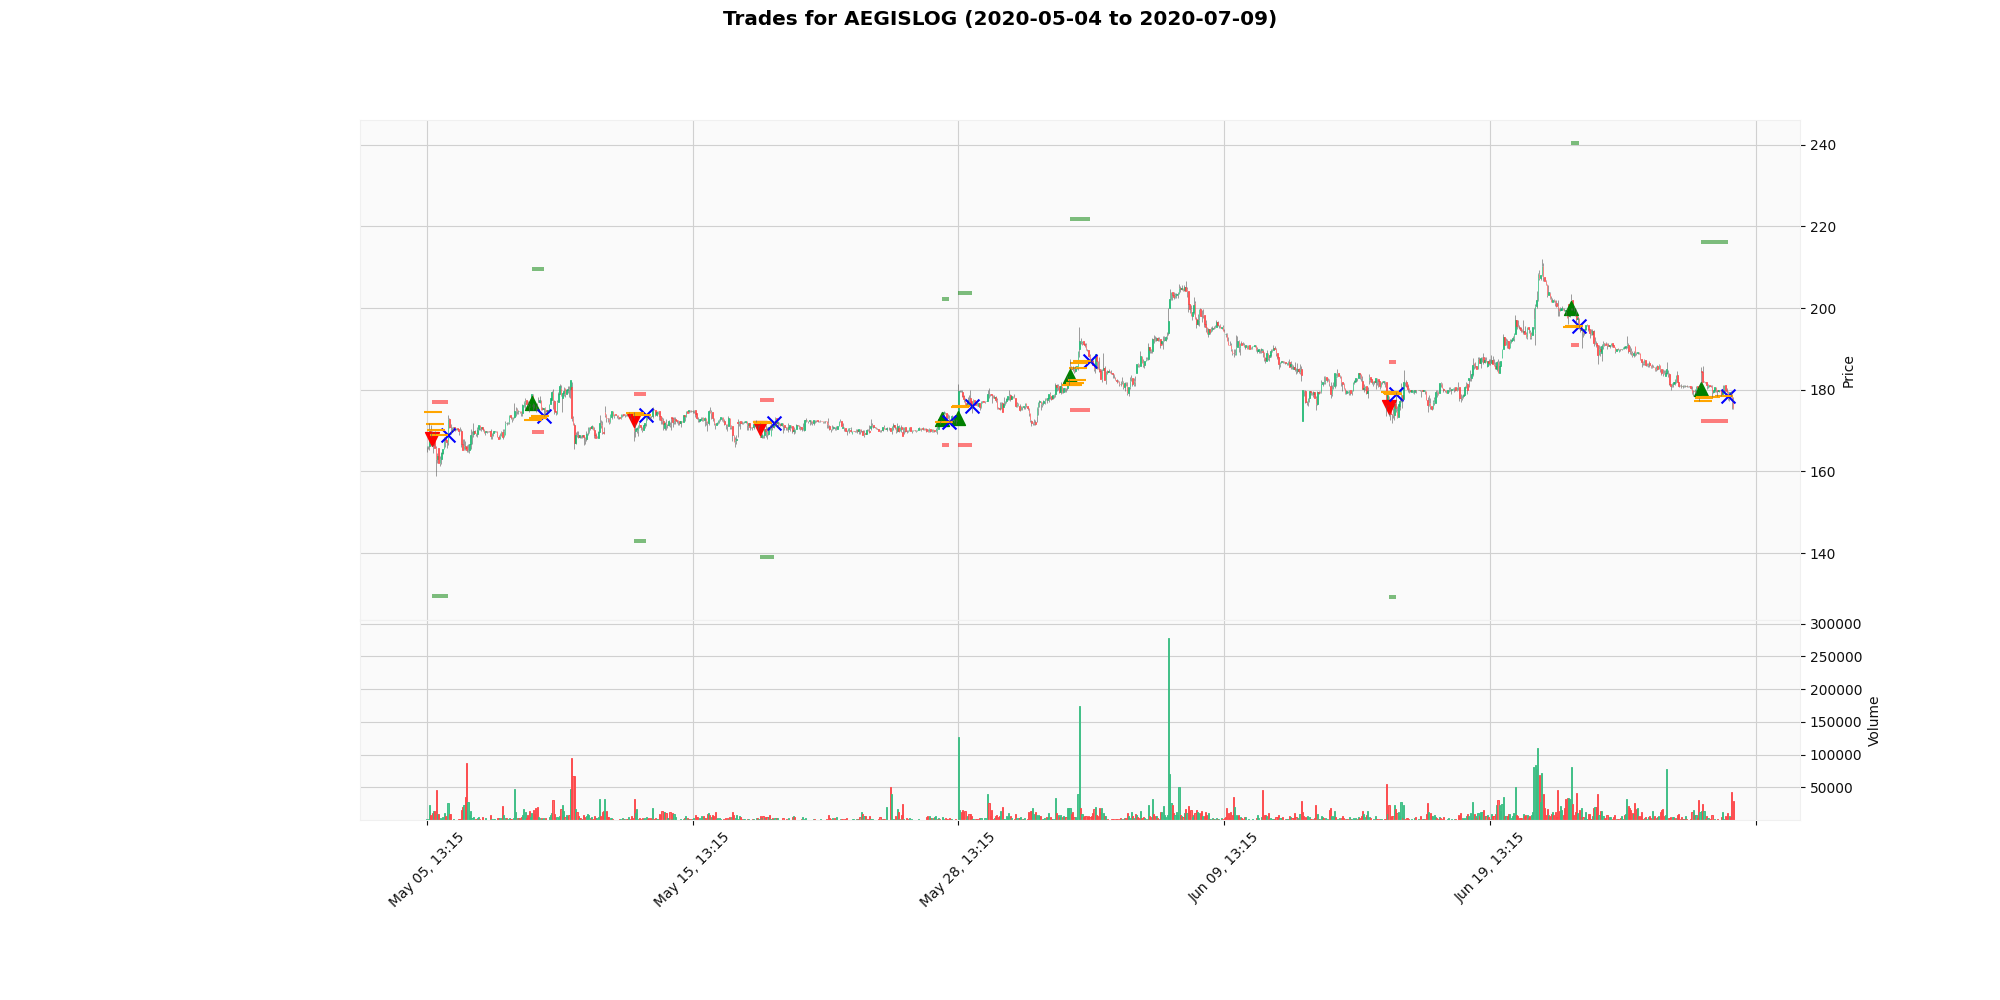 Trades for AEGISLOG (2020-05-04 to 2020-07-09)
240
220
200
180
160
140
Price
300000
250000
200000
150000
100000
50000
Volume
May 05, 13:15
May 15, 13:15
May 28, 13:15
Jun 09, 13:15
Jun 19, 13:15